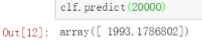 clf.predict(20000)
Out[12]: array([ 1993.1786802])